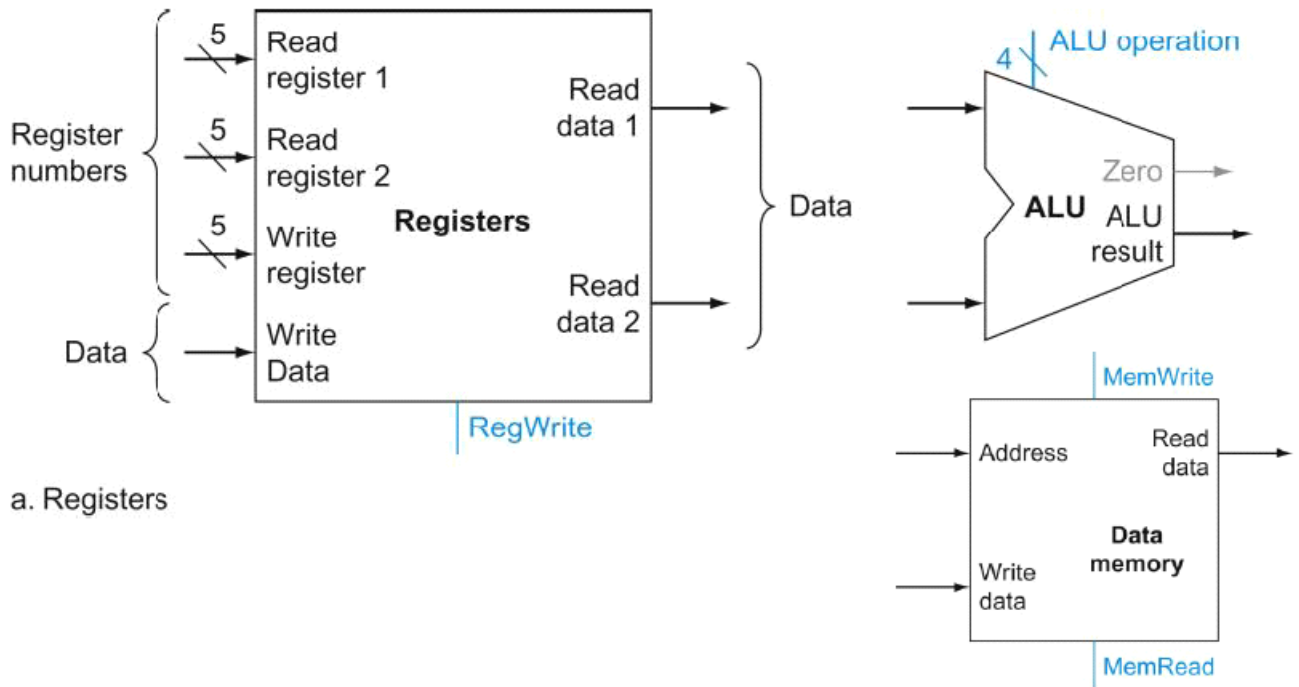 Register
numbers
Data
5
5
5
Read
register 1
Read
register 2
Write
register
Write
Data
Registers
Read
data 1
Read
data 2
RegWrite
Data
a. Registers
4
ALU operation
Zero
ALU
ALU
result
MemWrite
Address
Read
data
Data
memory
Write
data
MemRead